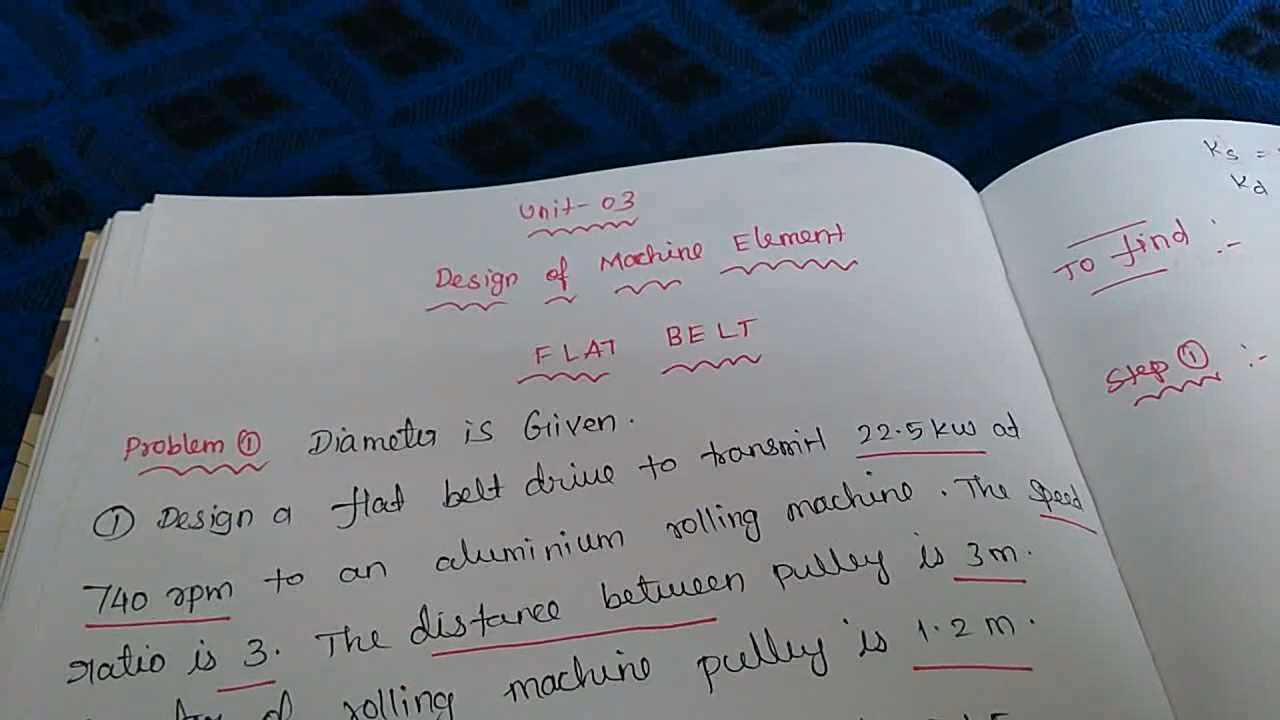 Unit-03
Design of Machine Element
FLAT BELT
Problem ① Diameter is Given.
① Design a flat belt drive to transmit 22.5 kw at
740 rpm to an aluminium rolling machine. The speed
ratio is 3. The distance between pulley is 3m.
of rolling machine pulley is 1.2 m.
Ks =
Kd
To find :-
Step ① :-